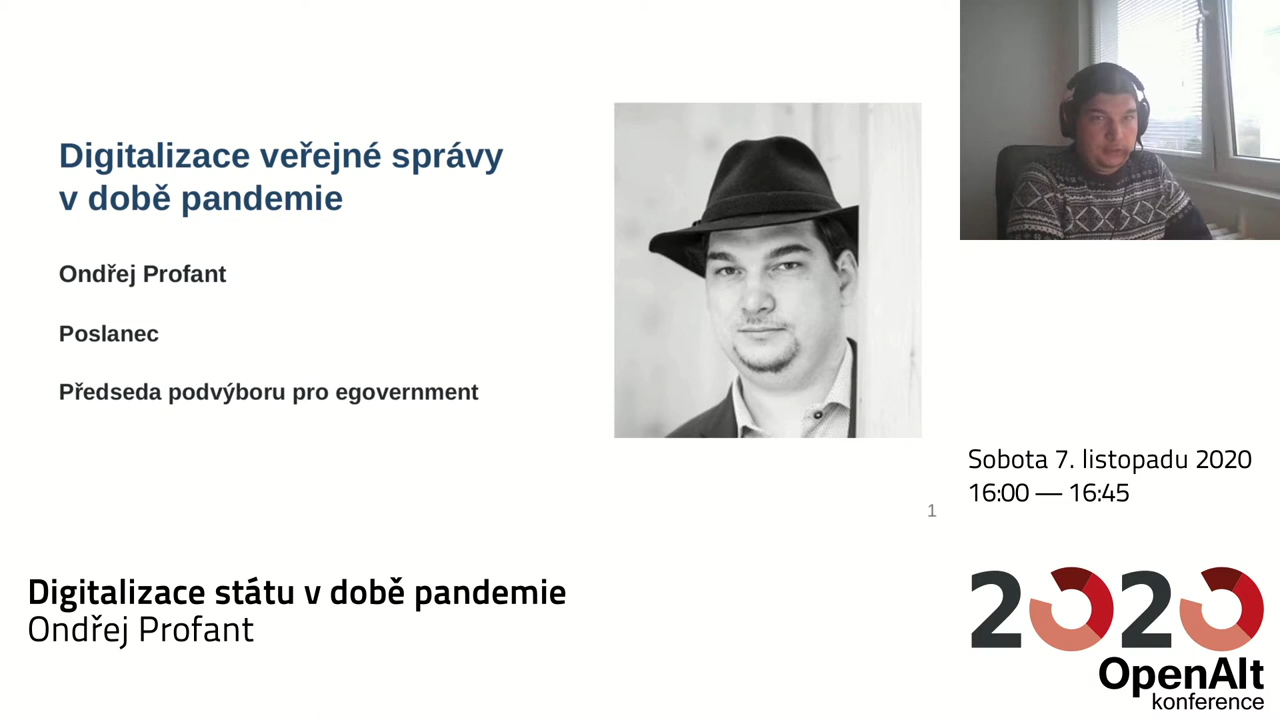 Digitalizace veřejné správy
v době pandemie
Ondřej Profant
Poslanec
Předseda podvýboru pro egovernment
1
Sobota 7. listopadu 2020
16:00 — 16:45
Digitalizace státu v době pandemie
Ondřej Profant
2020
OpenAlt
konference